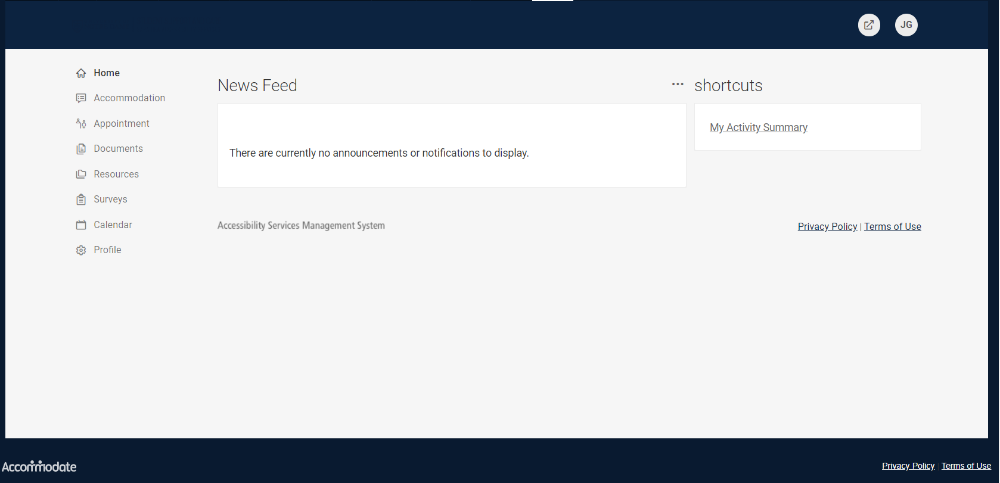 JG
Home
Accommodation
Appointment
Documents
Resources
Surveys
Calendar
Profile
News Feed
There are currently no announcements or notifications to display.
shortcuts
My Activity Summary
Accessibility Services Management System
Privacy Policy | Terms of Use
Accommodate
Privacy Policy | Terms of Use